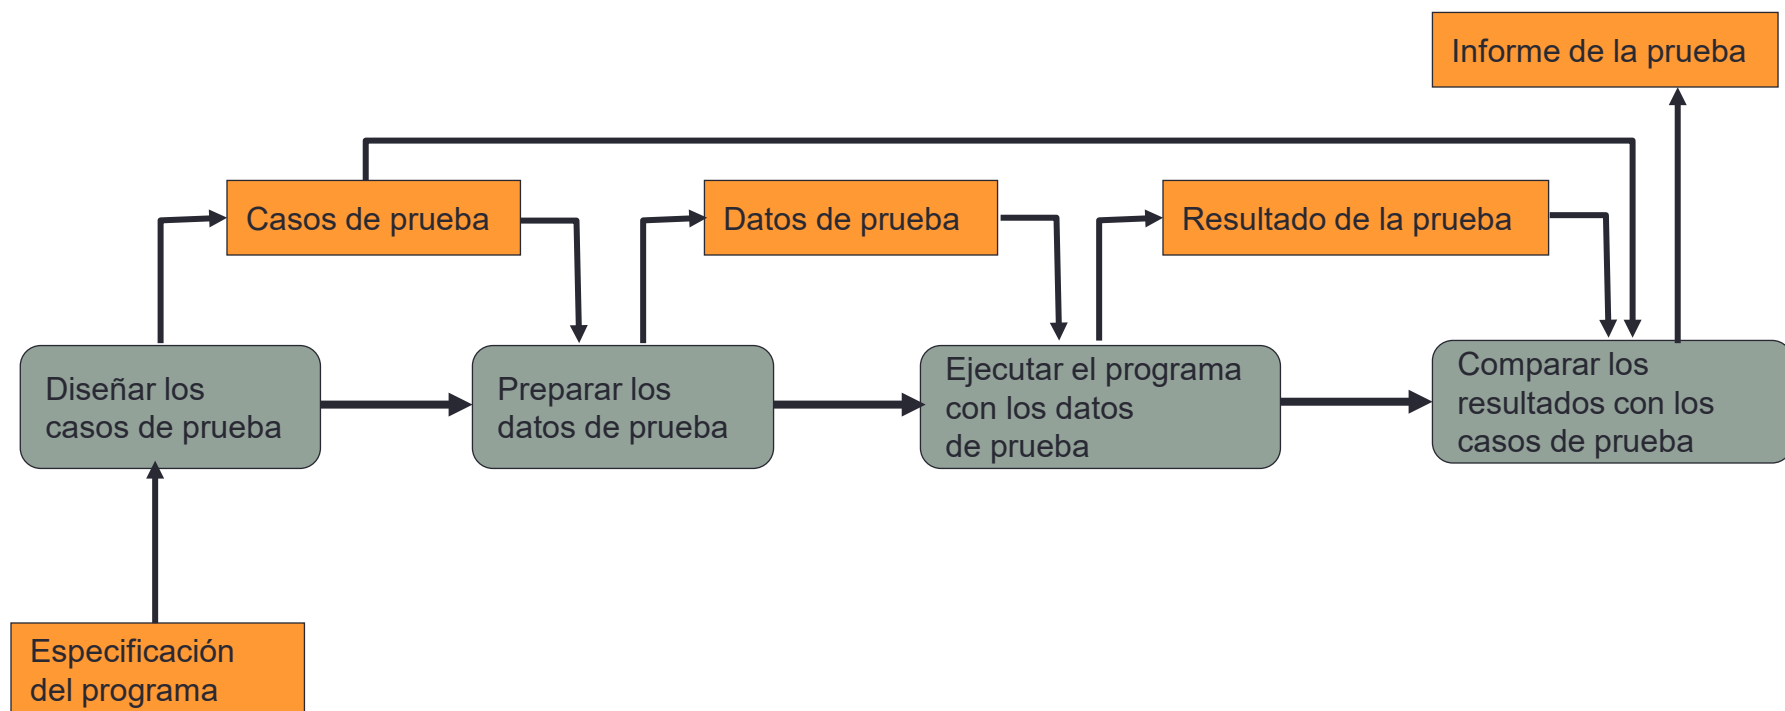 Informe de la prueba
Casos de prueba
Datos de prueba
Resultado de la prueba
Diseñar los
casos de prueba
Preparar los
datos de prueba
Ejecutar el programa
con los datos
de prueba
Comparar los
resultados con los
casos de prueba
Especificación
del programa